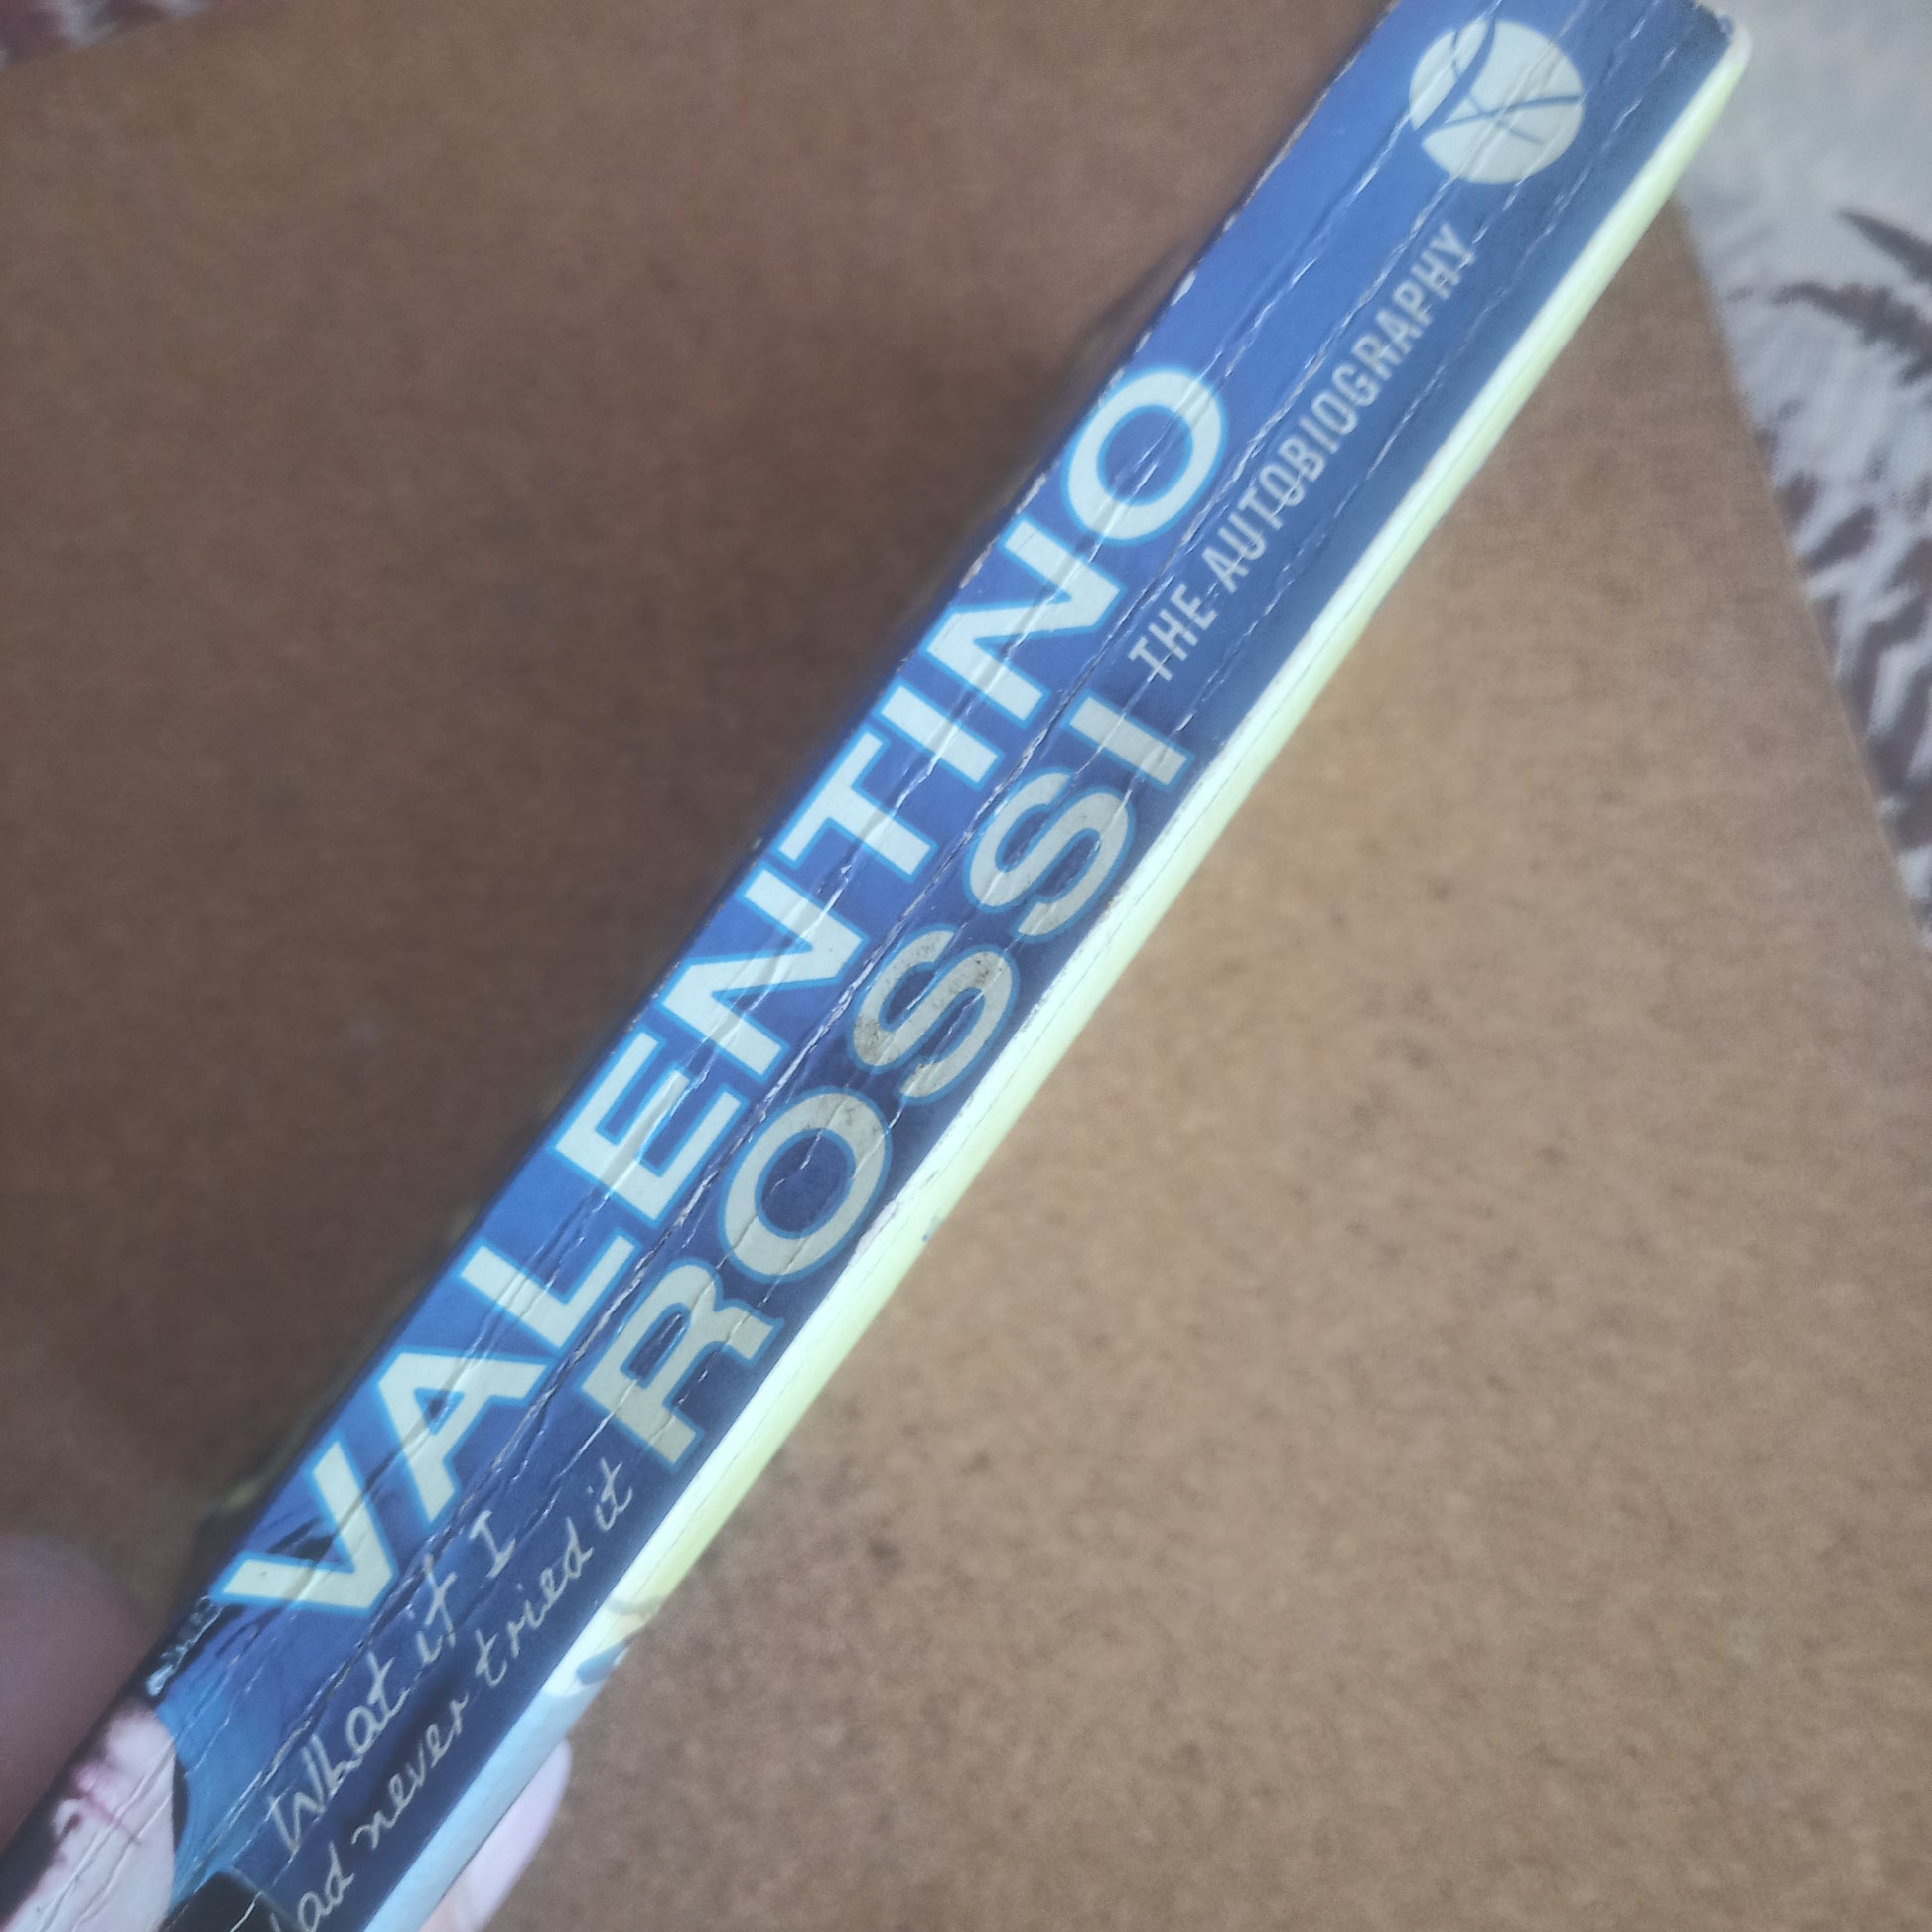 What if I
had never tried it
VALENTINO
ROSSI
THE AUTOBIOGRAPHY